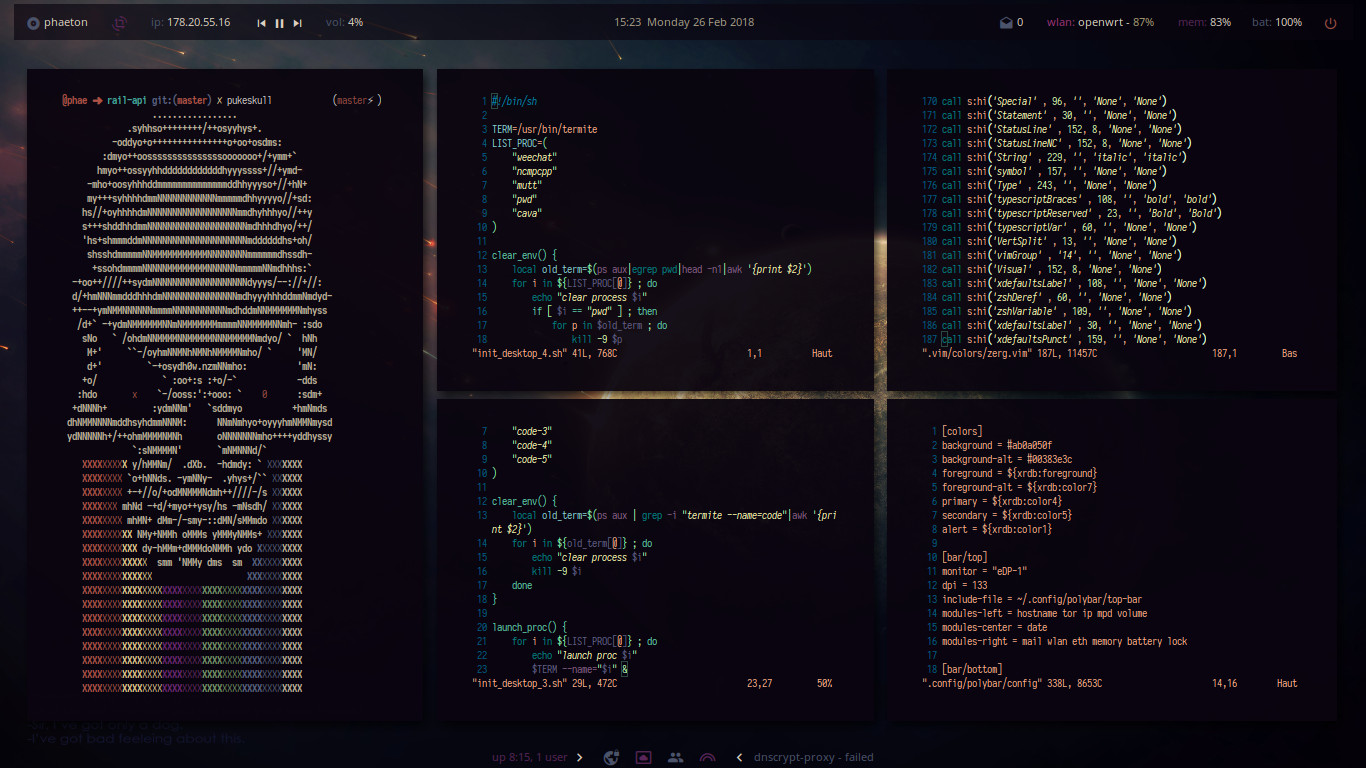 phaeton ip: 178.20.55.16 vol: 4% 15:23 Monday 26 Feb 2018 0 wlan: openwrt - 87% mem: 83% bat: 100%
@phae ➜ rail-api git:(master) x pukeskull (master⚡)
1 #!/bin/sh
2
3 TERM=/usr/bin/termite
4 LIST_PROC=(
5 "weechat"
6 "ncmpcpp"
7 "mutt"
8 "pwd"
9 "cava"
10 )
11
12 clear_env() {
13 local old_term=$(ps aux|egrep pwd|head -n1|awk '{print $2}')
14 for i in ${LIST_PROC[@]} ; do
15 echo "clear process $i"
16 if [ $i == "pwd" ] ; then
17 for p in $old_term ; do
18 kill -9 $p
"init_desktop_4.sh" 41L, 768C 1,1 Haut
170 call s:hi('Special' , 96, '', 'None', 'None')
171 call s:hi('Statement' , 30, '', 'None', 'None')
172 call s:hi('StatusLine' , 152, 8, 'None', 'None')
173 call s:hi('StatusLineNC' , 152, 8, 'None', 'None')
174 call s:hi('String' , 229, '', 'italic', 'italic')
175 call s:hi('symbol' , 157, '', 'None', 'None')
176 call s:hi('Type' , 243, '', 'None', 'None')
177 call s:hi('typescriptBraces' , 108, '', 'bold', 'bold')
178 call s:hi('typescriptReserved' , 23, '', 'Bold', 'Bold')
179 call s:hi('typescriptVar' , 60, '', 'None', 'None')
180 call s:hi('VertSplit' , 13, '', 'None', 'None')
181 call s:hi('vimGroup' , '14', '', 'None', 'None')
182 call s:hi('Visual' , 152, 8, 'None', 'None')
183 call s:hi('xdefaultsLabel' , 108, '', 'None', 'None')
184 call s:hi('zshDeref' , 60, '', 'None', 'None')
185 call s:hi('zshVariable' , 109, '', 'None', 'None')
186 call s:hi('xdefaultsLabel' , 30, '', 'None', 'None')
187 call s:hi('xdefaultsPunct' , 159, '', 'None', 'None')
".vim/colors/zerg.vim" 187L, 11457C 187,1 Bas
7 "code-3"
8 "code-4"
9 "code-5"
10 )
11
12 clear_env() {
13 local old_term=$(ps aux | grep -i "termite --name=code"|awk '{pri
nt $2}')
14 for i in ${old_term[@]} ; do
15 echo "clear process $i"
16 kill -9 $i
17 done
18 }
19
20 launch_proc() {
21 for i in ${LIST_PROC[@]} ; do
22 echo "launch proc $i"
23 $TERM --name="$i" &
"init_desktop_3.sh" 29L, 472C 23,27 50%
1 [colors]
2 background = #ab0a050f
3 background-alt = #00383e3c
4 foreground = ${xrdb:foreground}
5 foreground-alt = ${xrdb:color7}
6 primary = ${xrdb:color4}
7 secondary = ${xrdb:color5}
8 alert = ${xrdb:color1}
9
10 [bar/top]
11 monitor = "eDP-1"
12 dpi = 133
13 include-file = ~/.config/polybar/top-bar
14 modules-left = hostname tor ip mpd volume
15 modules-center = date
16 modules-right = mail wlan eth memory battery lock
17
18 [bar/bottom]
".config/polybar/config" 338L, 8653C 14,16 Haut
-I've got bad feeleing about this.
up 8:15, 1 user dnscrypt-proxy - failed